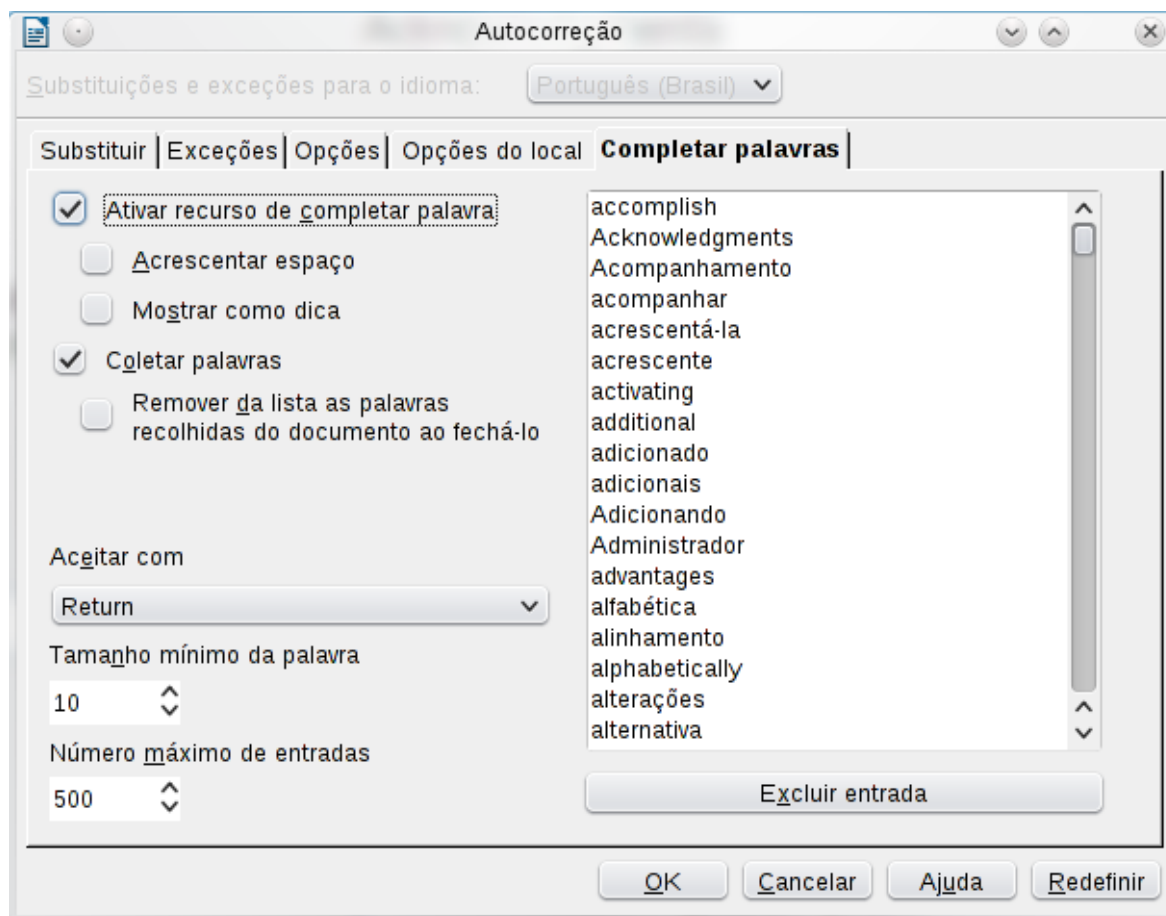 Autocorreção
Substituições e exceções para o idioma: Português (Brasil)
Substituir Exceções Opções Opções do local Completar palavras
Ativar recurso de completar palavra
Acrescentar espaço
Mostrar como dica
Coletar palavras
Remover da lista as palavras
recolhidas do documento ao fechá-lo
Aceitar com
Return
Tamanho mínimo da palavra
10
Número máximo de entradas
500
accomplish
Acknowledgments
Acompanhamento
acompanhar
acrescentá-la
acrescente
activating
additional
adicionado
adicionais
Adicionando
Administrador
advantages
alfabética
alinhamento
alphabetically
alterações
alternativa
Excluir entrada
OK Cancelar Ajuda Redefinir